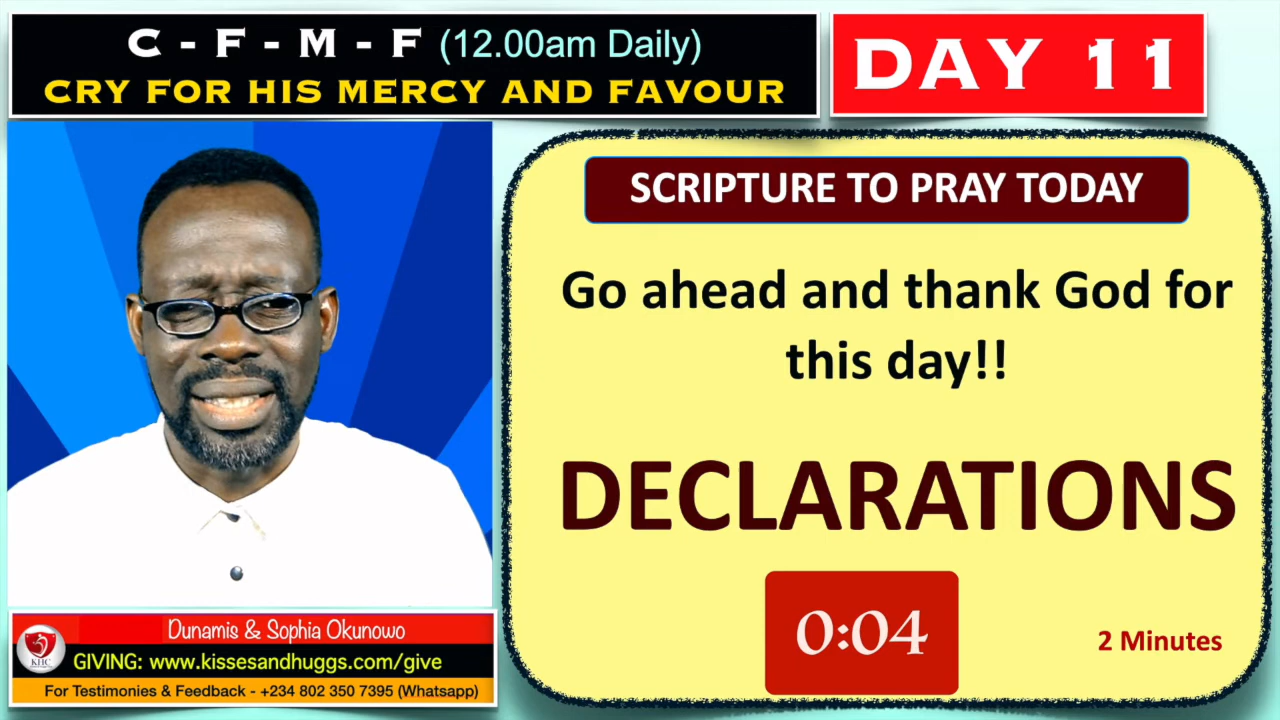 C - F - M - F (12.00am Daily)
CRY FOR HIS MERCY AND FAVOUR
DAY 11
SCRIPTURE TO PRAY TODAY
Go ahead and thank God for
this day!!
DECLARATIONS
0:04
2 Minutes
Dunamis & Sophia Okunowo
KHC
GIVING: www.kissesandhuggs.com/give
For Testimonies & Feedback - +234 802 350 7395 (Whatsapp)